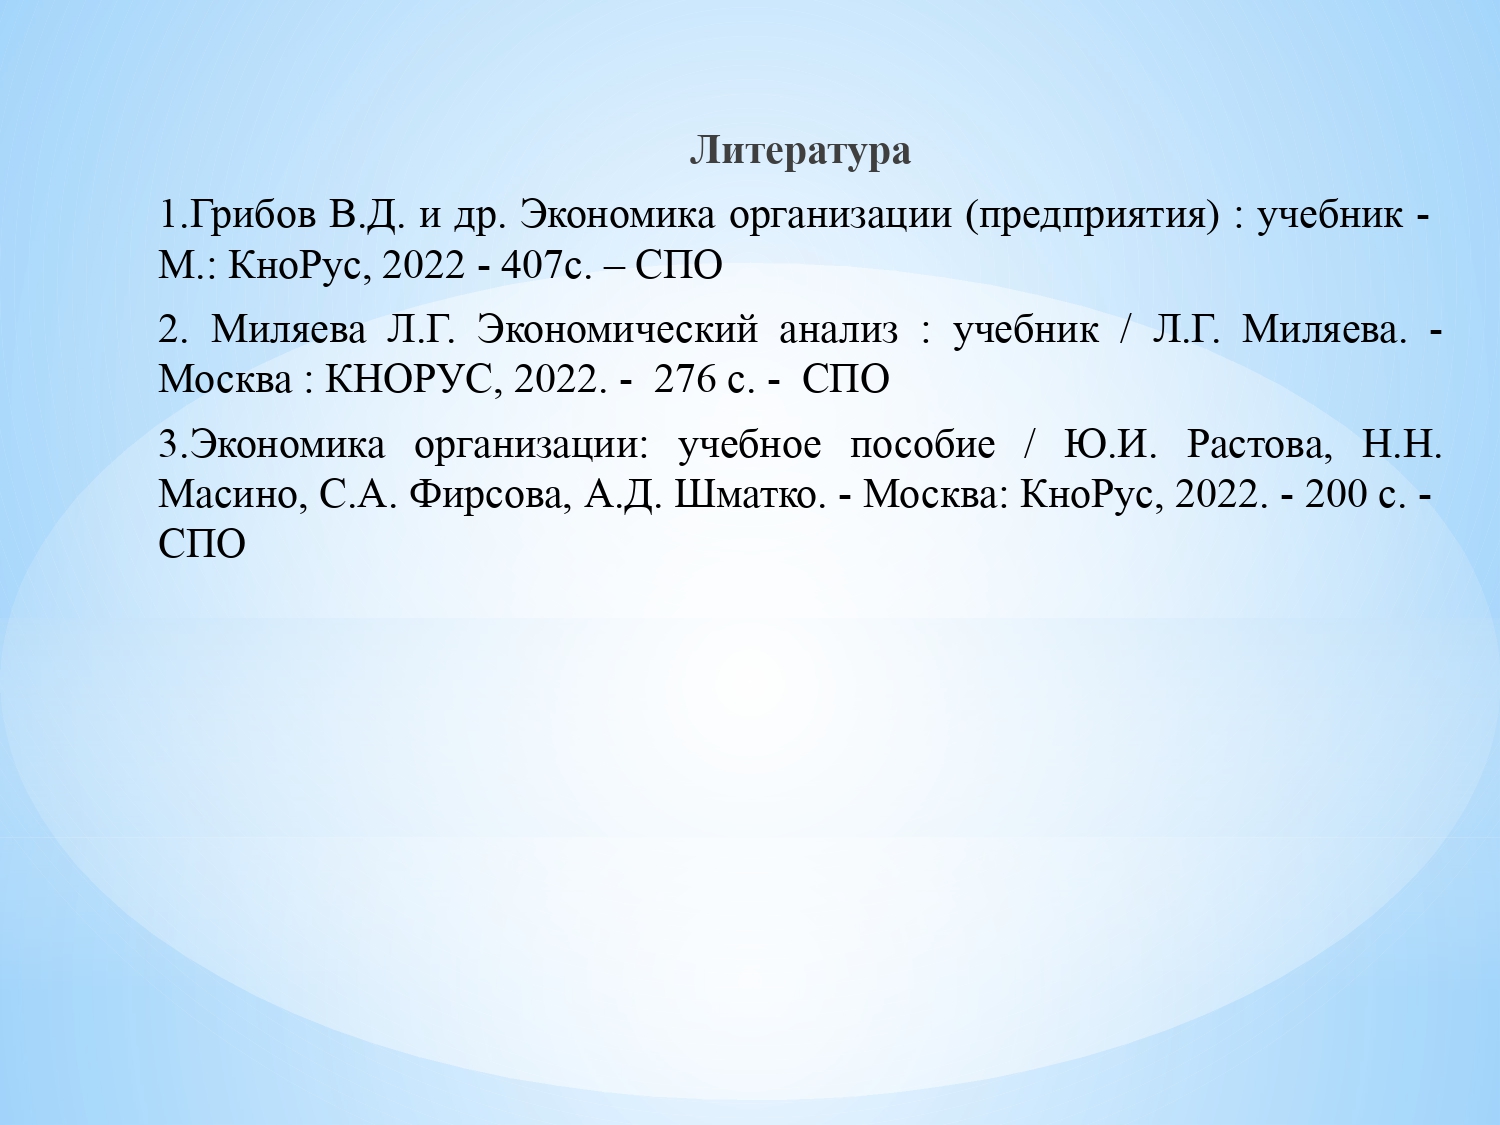 Литература
1.Грибов В.Д. и др. Экономика организации (предприятия) : учебник -
М.: КноРус, 2022 - 407с. – СПО
2. Миляева Л.Г. Экономический анализ : учебник / Л.Г. Миляева. -
Москва : КНОРУС, 2022. -  276 с. -  СПО
3.Экономика организации: учебное пособие / Ю.И. Растова, Н.Н.
Масино, С.А. Фирсова, А.Д. Шматко. - Москва: КноРус, 2022. - 200 с. -
СПО